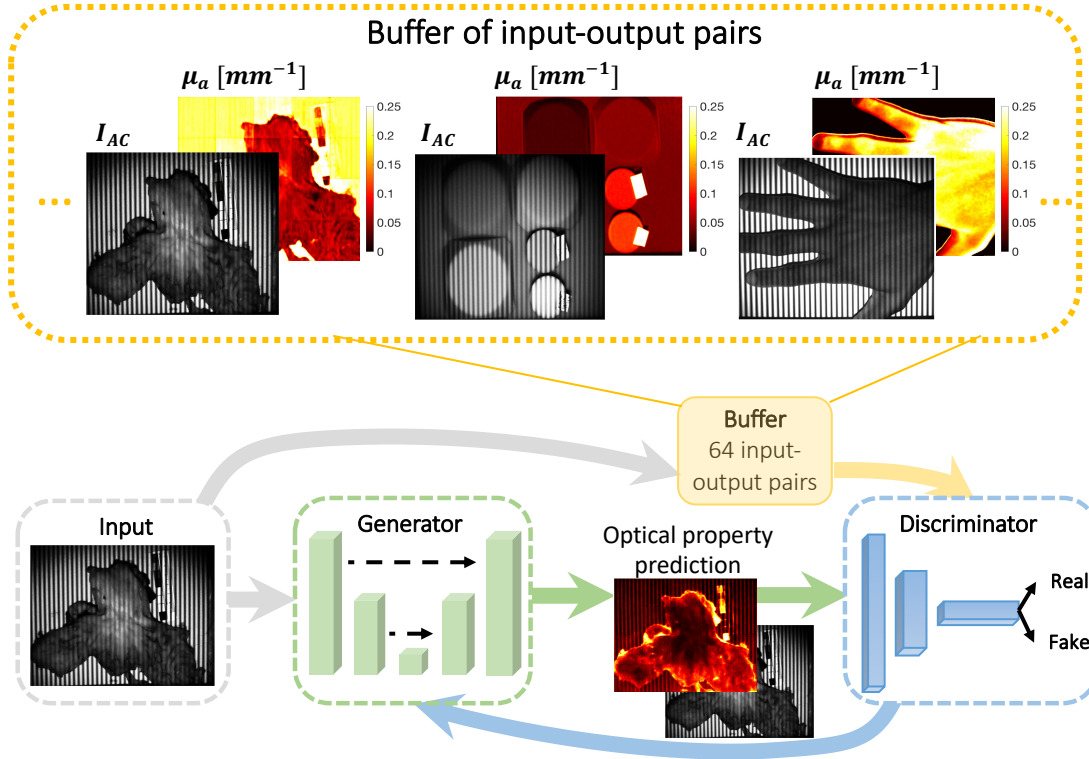 Buffer of input-output pairs
μₐ [mm⁻¹]
I_AC
0.25
0.2
0.15
0.1
0.05
0
μₐ [mm⁻¹]
I_AC
0.25
0.2
0.15
0.1
0.05
0
μₐ [mm⁻¹]
I_AC
0.25
0.2
0.15
0.1
0.05
0
Buffer
64 input-
output pairs
Input
Generator
Optical property
prediction
Discriminator
Real
Fake